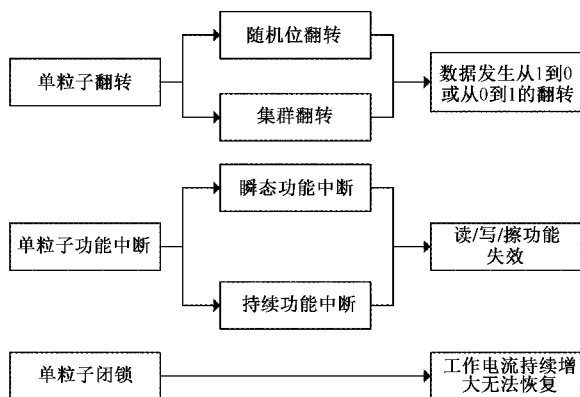 单粒子翻转
随机位翻转
集群翻转
数据发生从1到0
或从0到1的翻转
单粒子功能中断
瞬态功能中断
持续功能中断
读/写/擦功能
失效
单粒子闭锁
工作电流持续增
大无法恢复